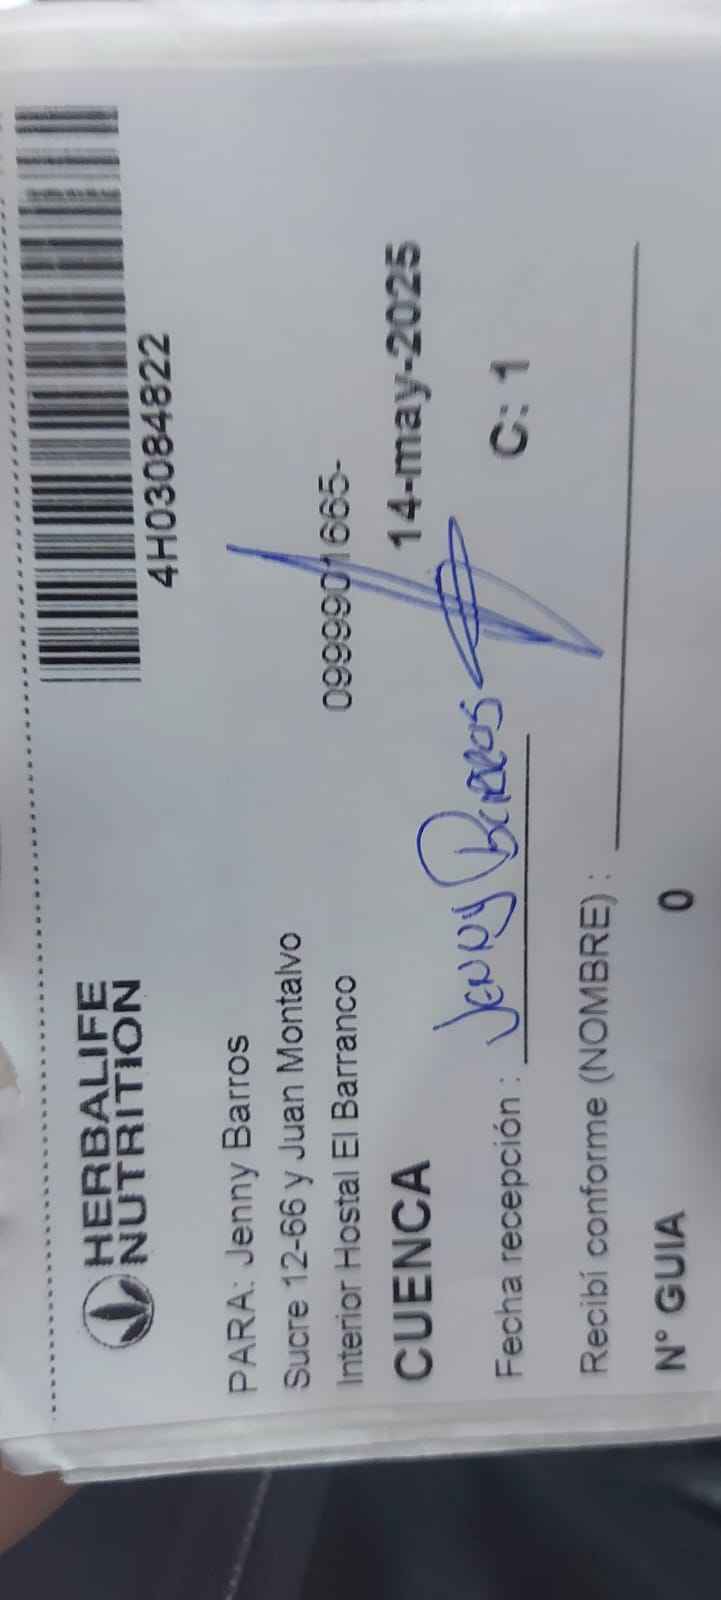 HERBALIFE
NUTRITION
4H03084822
PARA: Jenny Barros
Sucre 12-66 y Juan Montalvo
Interior Hostal El Barranco
0999901665-
CUENCA
14-may-2025
Fecha recepción : Jenny Barros
C: 1
Recibí conforme (NOMBRE) :
N° GUIA 0